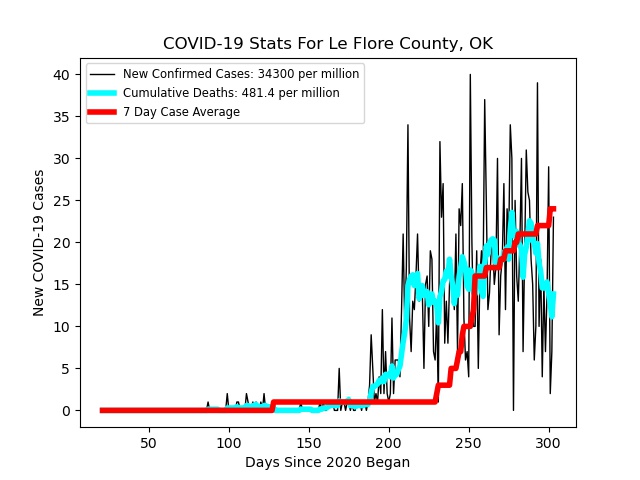 COVID-19 Stats For Le Flore County, OK
New Confirmed Cases: 34300 per million
Cumulative Deaths: 481.4 per million
7 Day Case Average
New COVID-19 Cases
40
35
30
25
20
15
10
5
0
50 100 150 200 250 300
Days Since 2020 Began